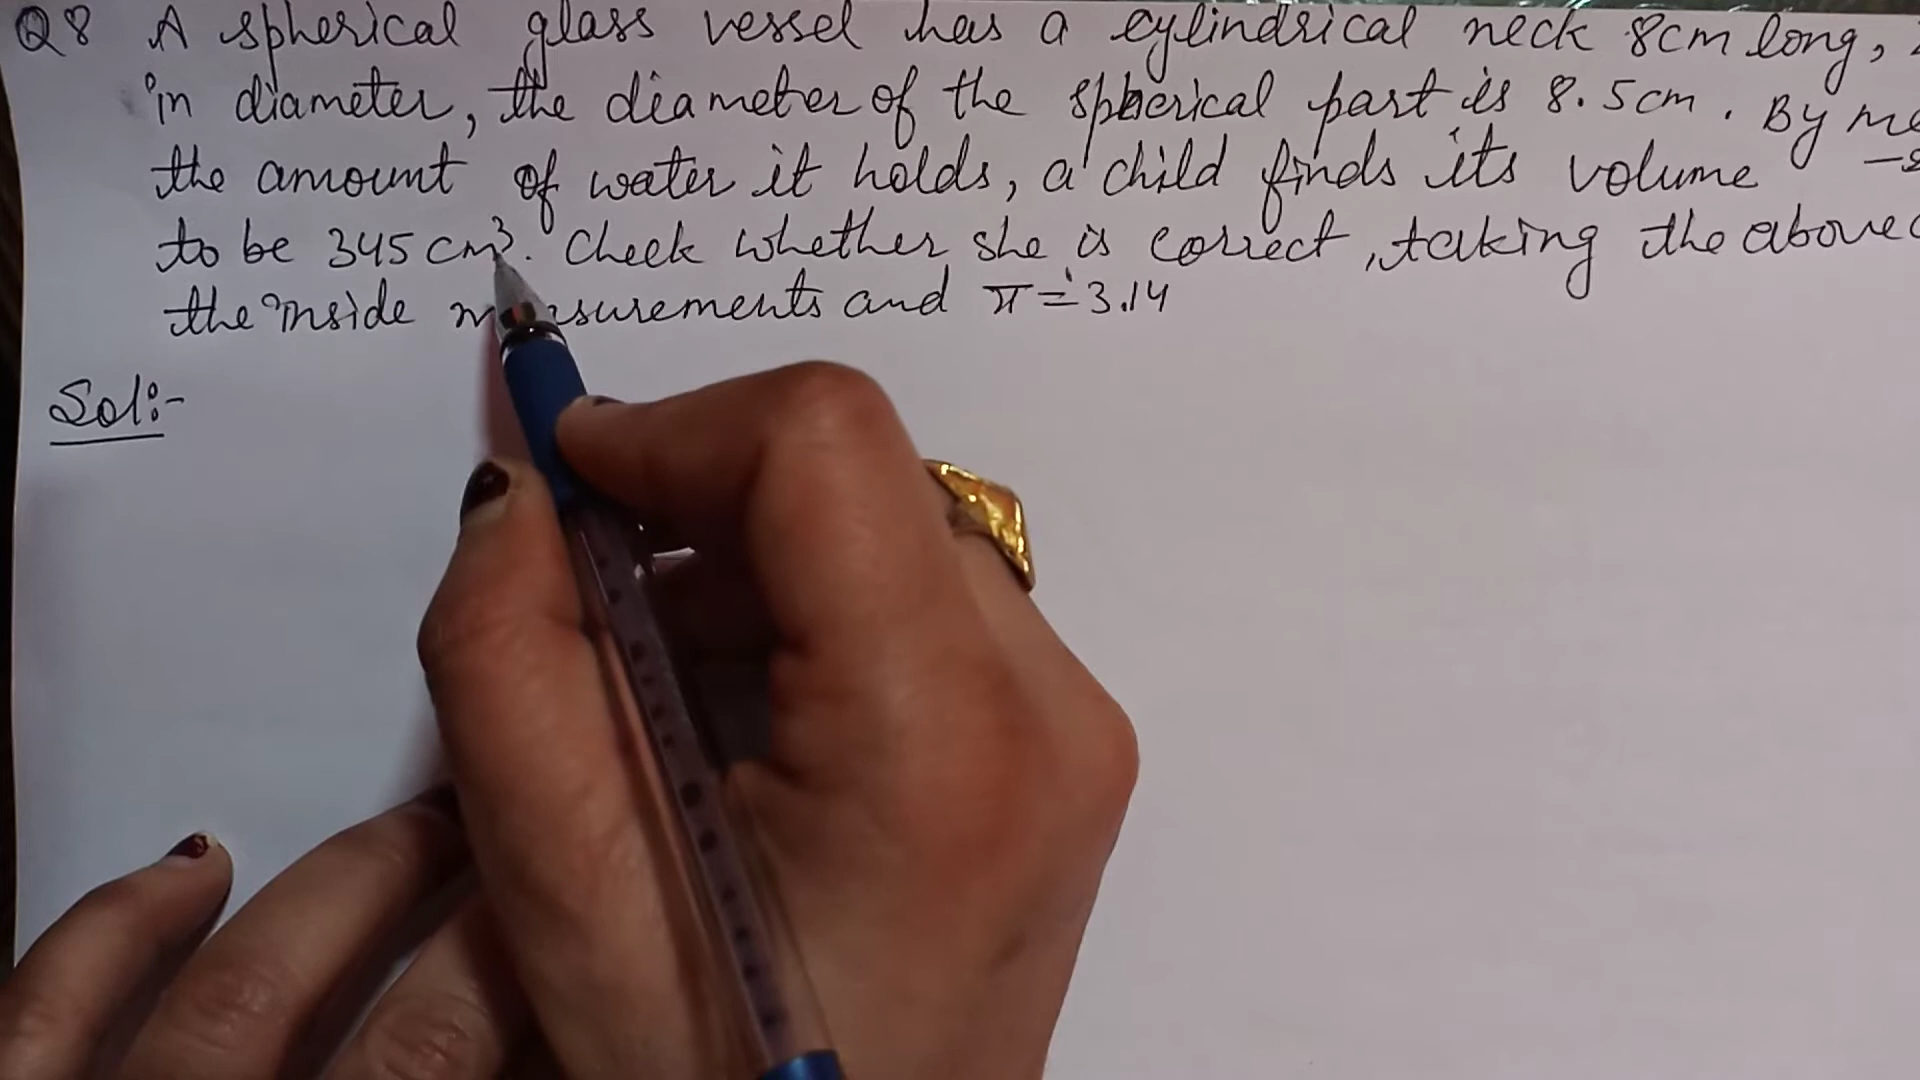 Q8 A spherical glass vessel has a cylindrical neck 8cm long,
in diameter, the diameter of the spherical part is 8.5cm. By
the amount of water it holds, a child finds its volume
to be 345 cm³. Check whether she is correct, taking the above
the inside and π = 3.14
Sol:-